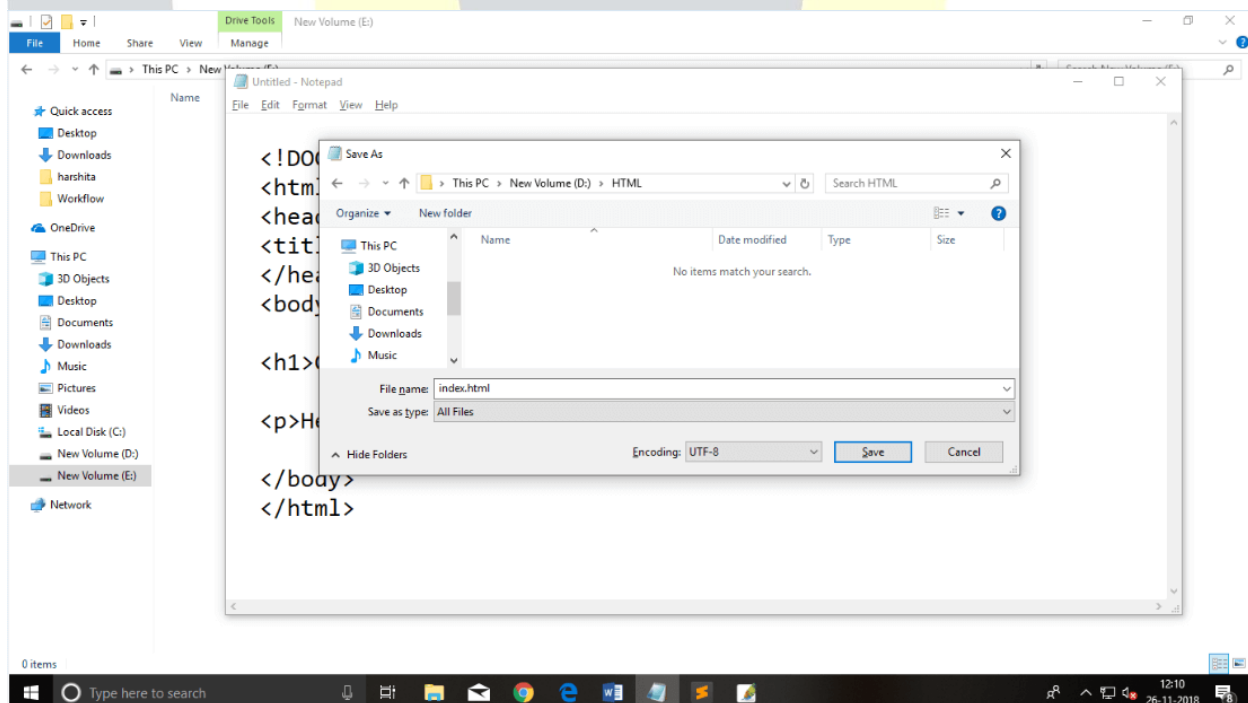 Drive Tools New Volume (E:)
File Home Share View Manage
This PC > New Volume (E:)
Untitled - Notepad
File Edit Format View Help
Name
Quick access
Desktop
Downloads
harshita
Workflow
OneDrive
This PC
3D Objects
Desktop
Documents
Downloads
Music
Pictures
Videos
Local Disk (C:)
New Volume (D:)
New Volume (E:)
Network
<!DO
<html
<head
<titl
</hea
<body
<h1>
<p>He
</body>
</html>
Save As
This PC > New Volume (D:) > HTML
Search HTML
Organize New folder
This PC
3D Objects
Desktop
Documents
Downloads
Music
Name Date modified Type Size
No items match your search.
File name: index.html
Save as type: All Files
Hide Folders
Encoding: UTF-8
Save Cancel
0 items
Type here to search
12:10
26-11-2018
8